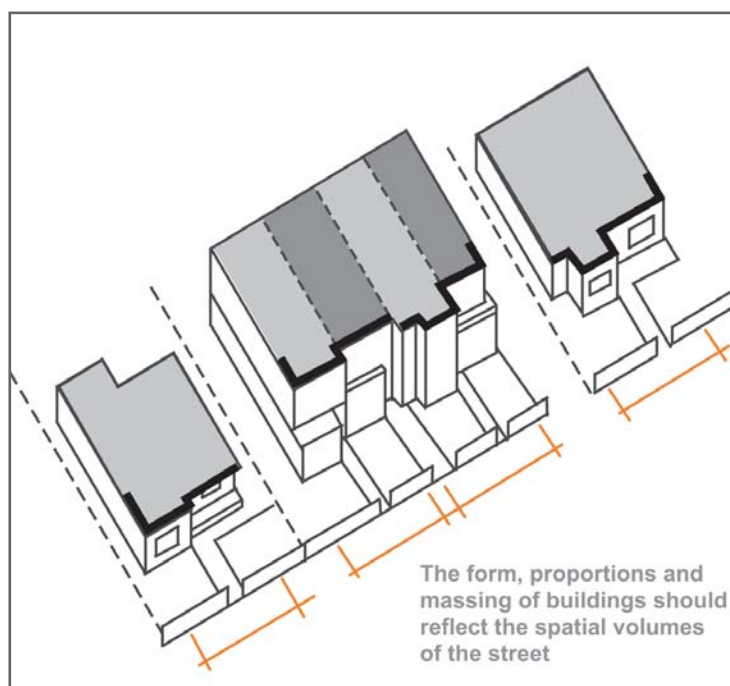 The form, proportions and
massing of buildings should
reflect the spatial volumes
of the street